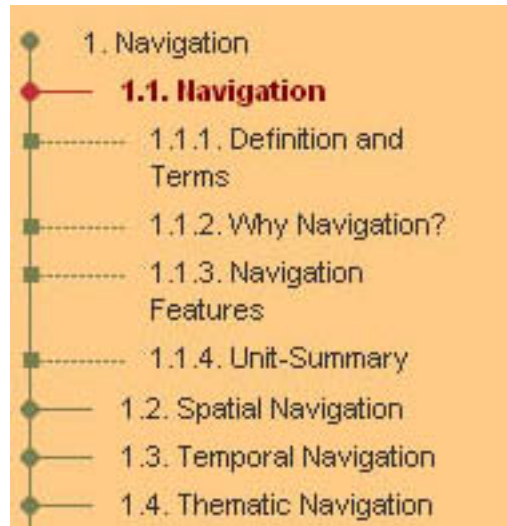 1. Navigation
1.1. Navigation
1.1.1. Definition and
Terms
1.1.2. Why Navigation?
1.1.3. Navigation
Features
1.1.4. Unit-Summary
1.2. Spatial Navigation
1.3. Temporal Navigation
1.4. Thematic Navigation